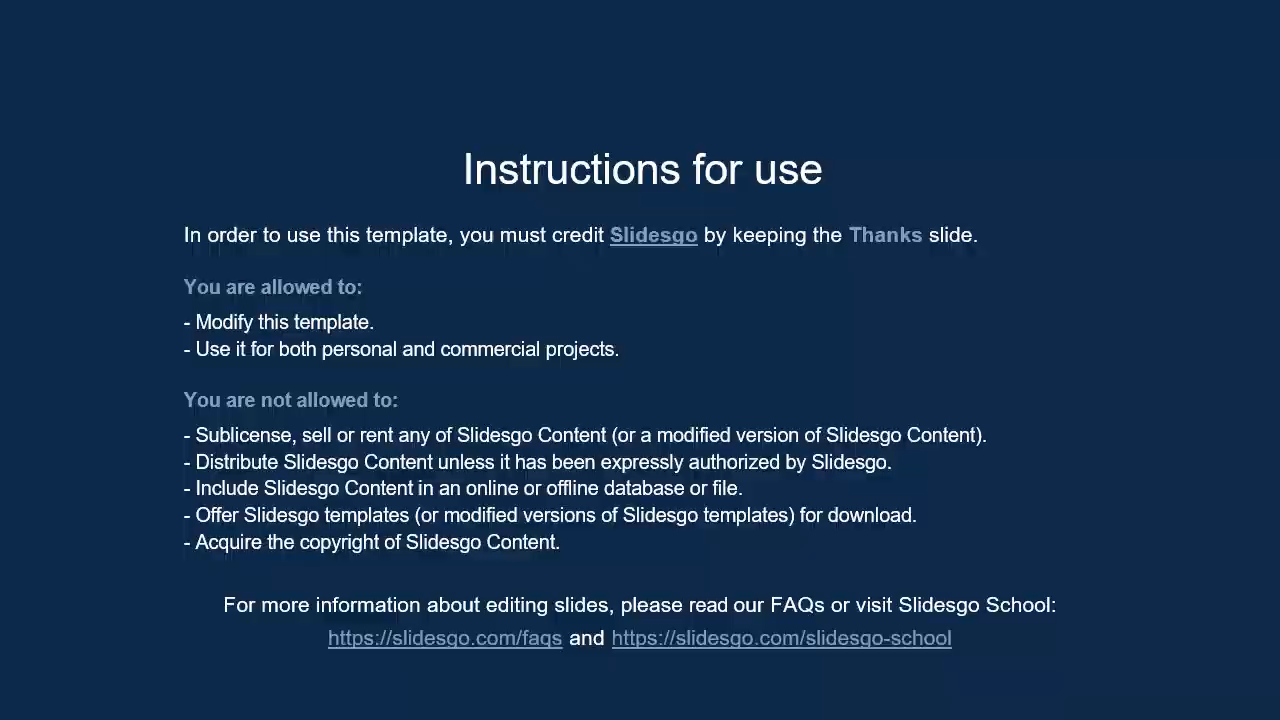 Instructions for use
In order to use this template, you must credit Slidesgo by keeping the Thanks slide.
You are allowed to:
- Modify this template.
- Use it for both personal and commercial projects.
You are not allowed to:
- Sublicense, sell or rent any of Slidesgo Content (or a modified version of Slidesgo Content).
- Distribute Slidesgo Content unless it has been expressly authorized by Slidesgo.
- Include Slidesgo Content in an online or offline database or file.
- Offer Slidesgo templates (or modified versions of Slidesgo templates) for download.
- Acquire the copyright of Slidesgo Content.
For more information about editing slides, please read our FAQs or visit Slidesgo School:
https://slidesgo.com/faqs and https://slidesgo.com/slidesgo-school